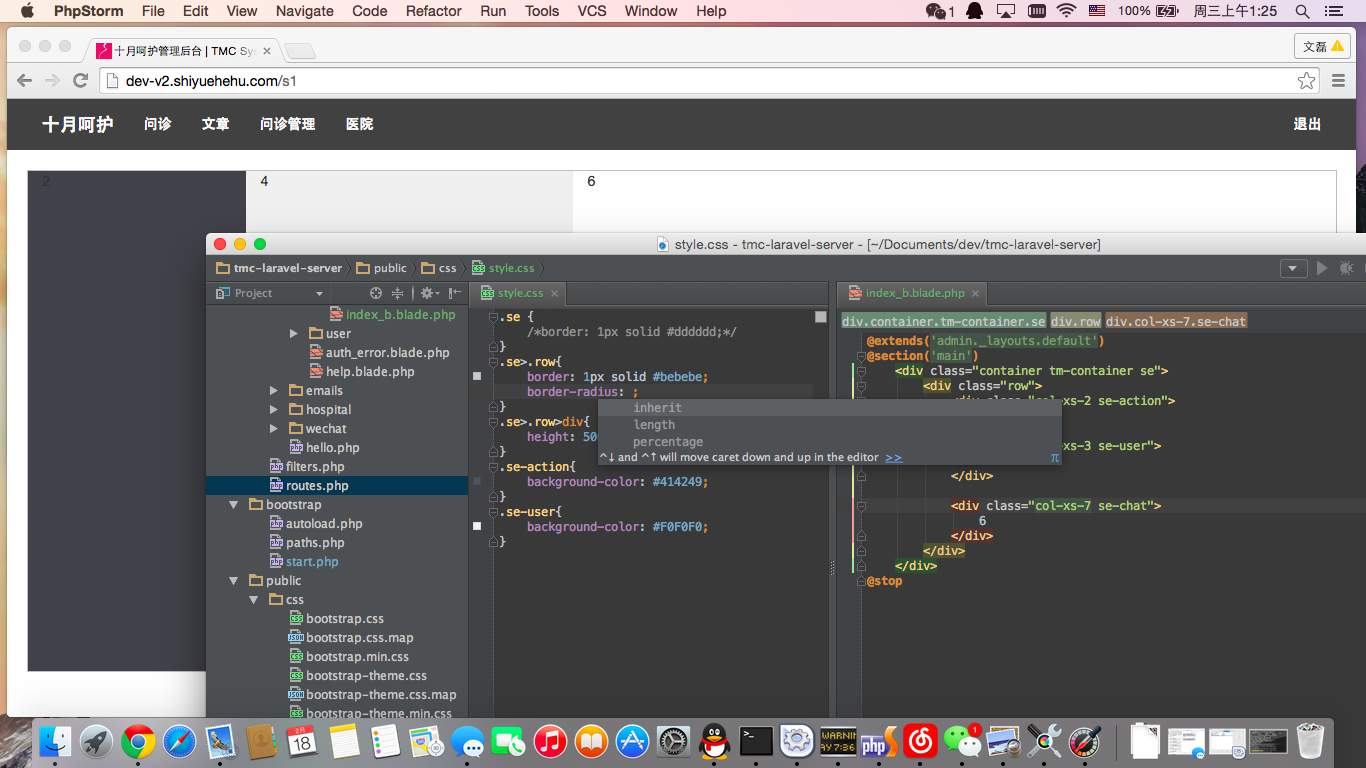 PhpStorm File Edit View Navigate Code Refactor Run Tools VCS Window Help 1 100% 周三上午1:25
十月呵护管理后台 | TMC Sy
文磊
dev-v2.shiyuehehu.com/s1
十月呵护 问诊 文章 问诊管理 医院 退出
2 4 6
style.css - tmc-laravel-server - [~/Documents/dev/tmc-laravel-server]
tmc-laravel-server public css style.css
Project
index_b.blade.php
user
auth_error.blade.php
help.blade.php
emails
hospital
wechat
hello.php
filters.php
routes.php
bootstrap
autoload.php
paths.php
start.php
public
css
bootstrap.css
bootstrap.css.map
bootstrap.min.css
bootstrap-theme.css
bootstrap-theme.css.map
bootstrap-theme.min.css
style.css
.se {
/*border: 1px solid #dddddd;*/
}
.se>.row{
border: 1px solid #bebebe;
border-radius: ;
}
.se>.row>div{
height: 50
}
.se-action{
background-color: #414249;
}
.se-user{
background-color: #F0F0F0;
}
inherit
length
percentage
^↓ and ^↑ will move caret down and up in the editor >> π
index_b.blade.php
div.container.tm-container.se div.row div.col-xs-7.se-chat
@extends('admin._layouts.default')
@section('main')
<div class="container tm-container se">
<div class="row">
col-xs-2 se-action">
-xs-3 se-user">
</div>
<div class="col-xs-7 se-chat">
6
</div>
</div>
</div>
@stop
2月
18
>_
WARNIN
AY 7:36
php
1